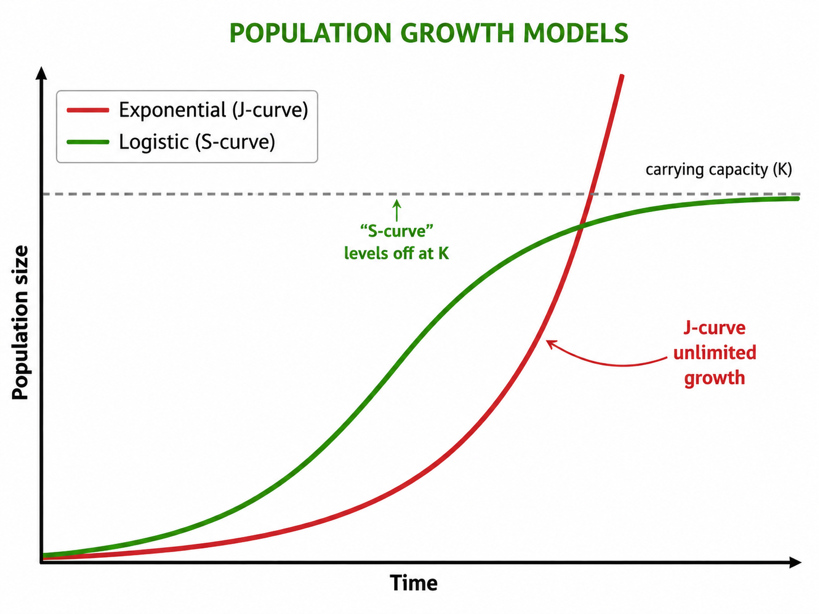 POPULATION GROWTH MODELS
Exponential (J-curve)
Logistic (S-curve)
carrying capacity (K)
“S-curve”
levels off at K
J-curve
unlimited
growth
Population size
Time